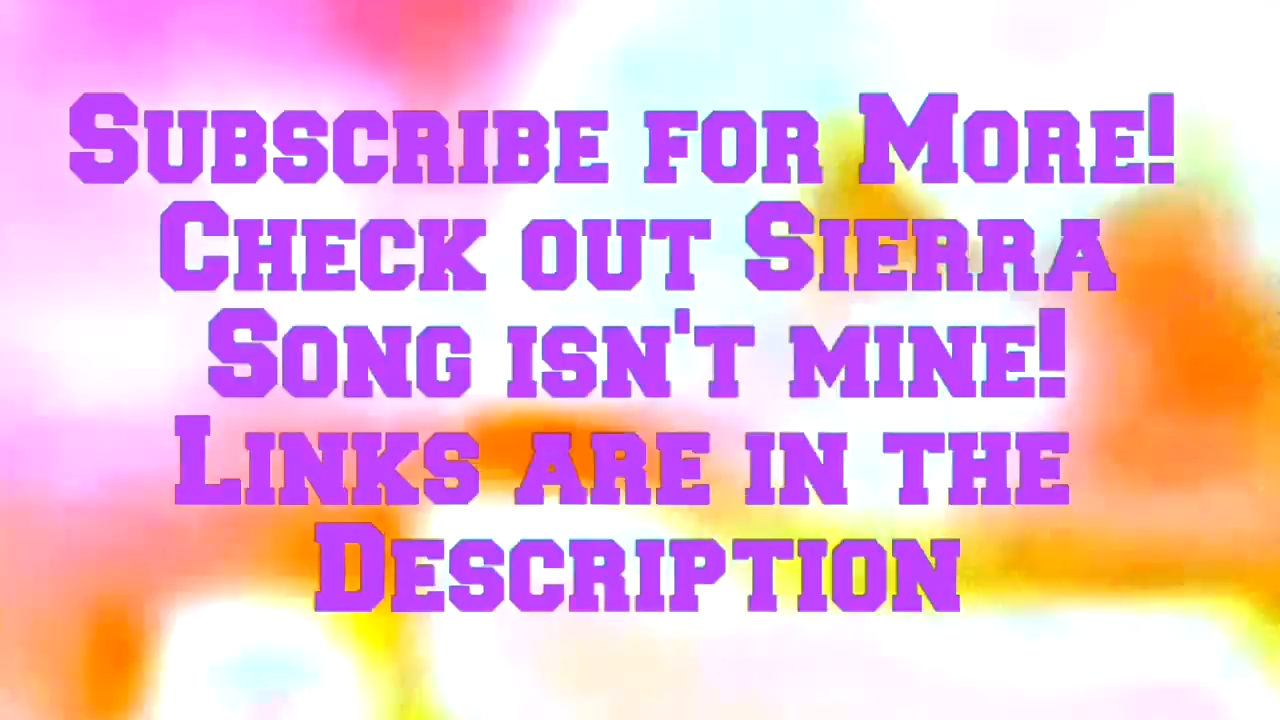 Subscribe for More!
Check out Sierra
Song isn't mine!
Links are in the
Description